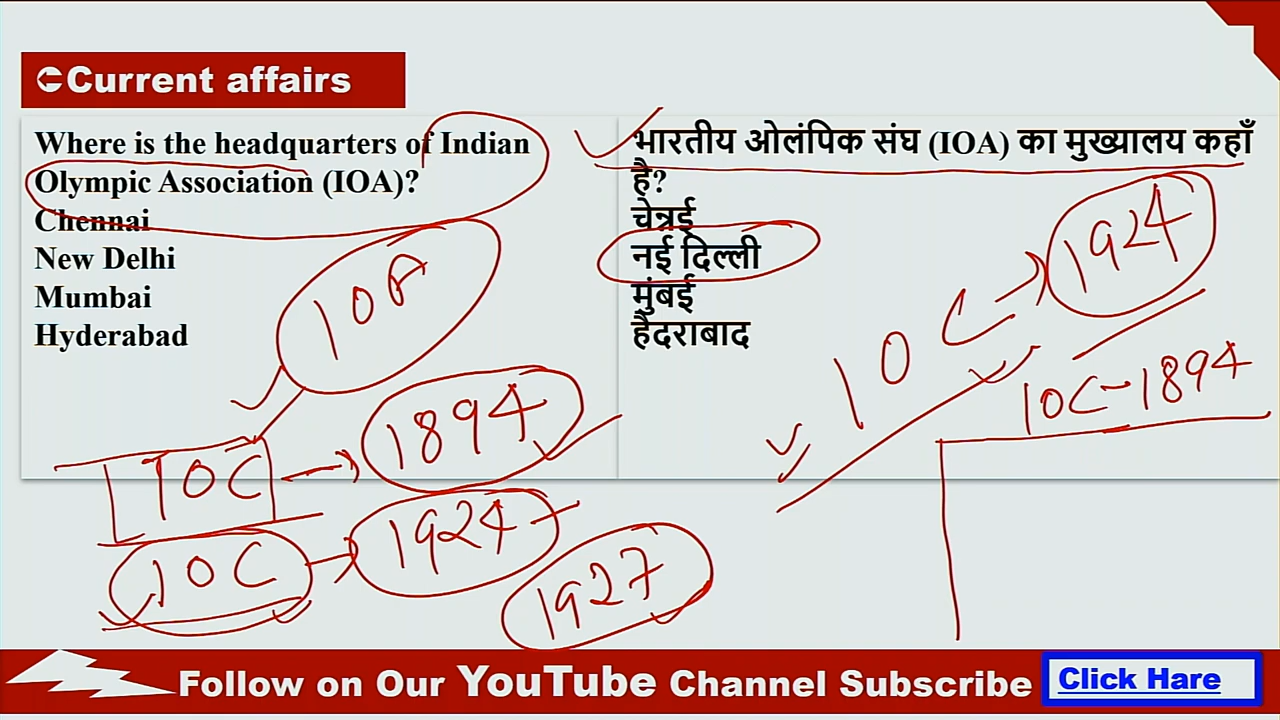 Current affairs
Where is the headquarters of Indian
Olympic Association (IOA)?
Chennai
New Delhi
Mumbai
Hyderabad
भारतीय ओलंपिक संघ (IOA) का मुख्यालय कहाँ
है?
चेन्नई
नई दिल्ली
मुंबई
हैदराबाद
IOA
IOC → 1894
IOC → 1924
1927
IOC → 1924
IOC - 1894
Follow on Our YouTube Channel Subscribe
Click Hare